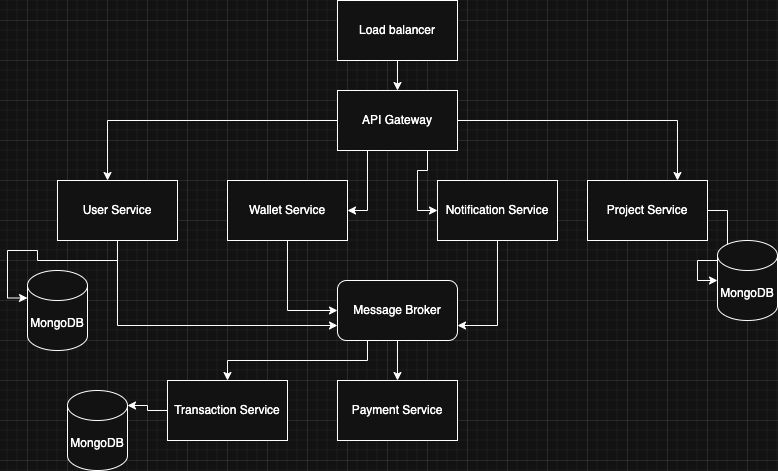 Load balancer
API Gateway
User Service
Wallet Service
Notification Service
Project Service
MongoDB
MongoDB
Message Broker
Transaction Service
Payment Service
MongoDB